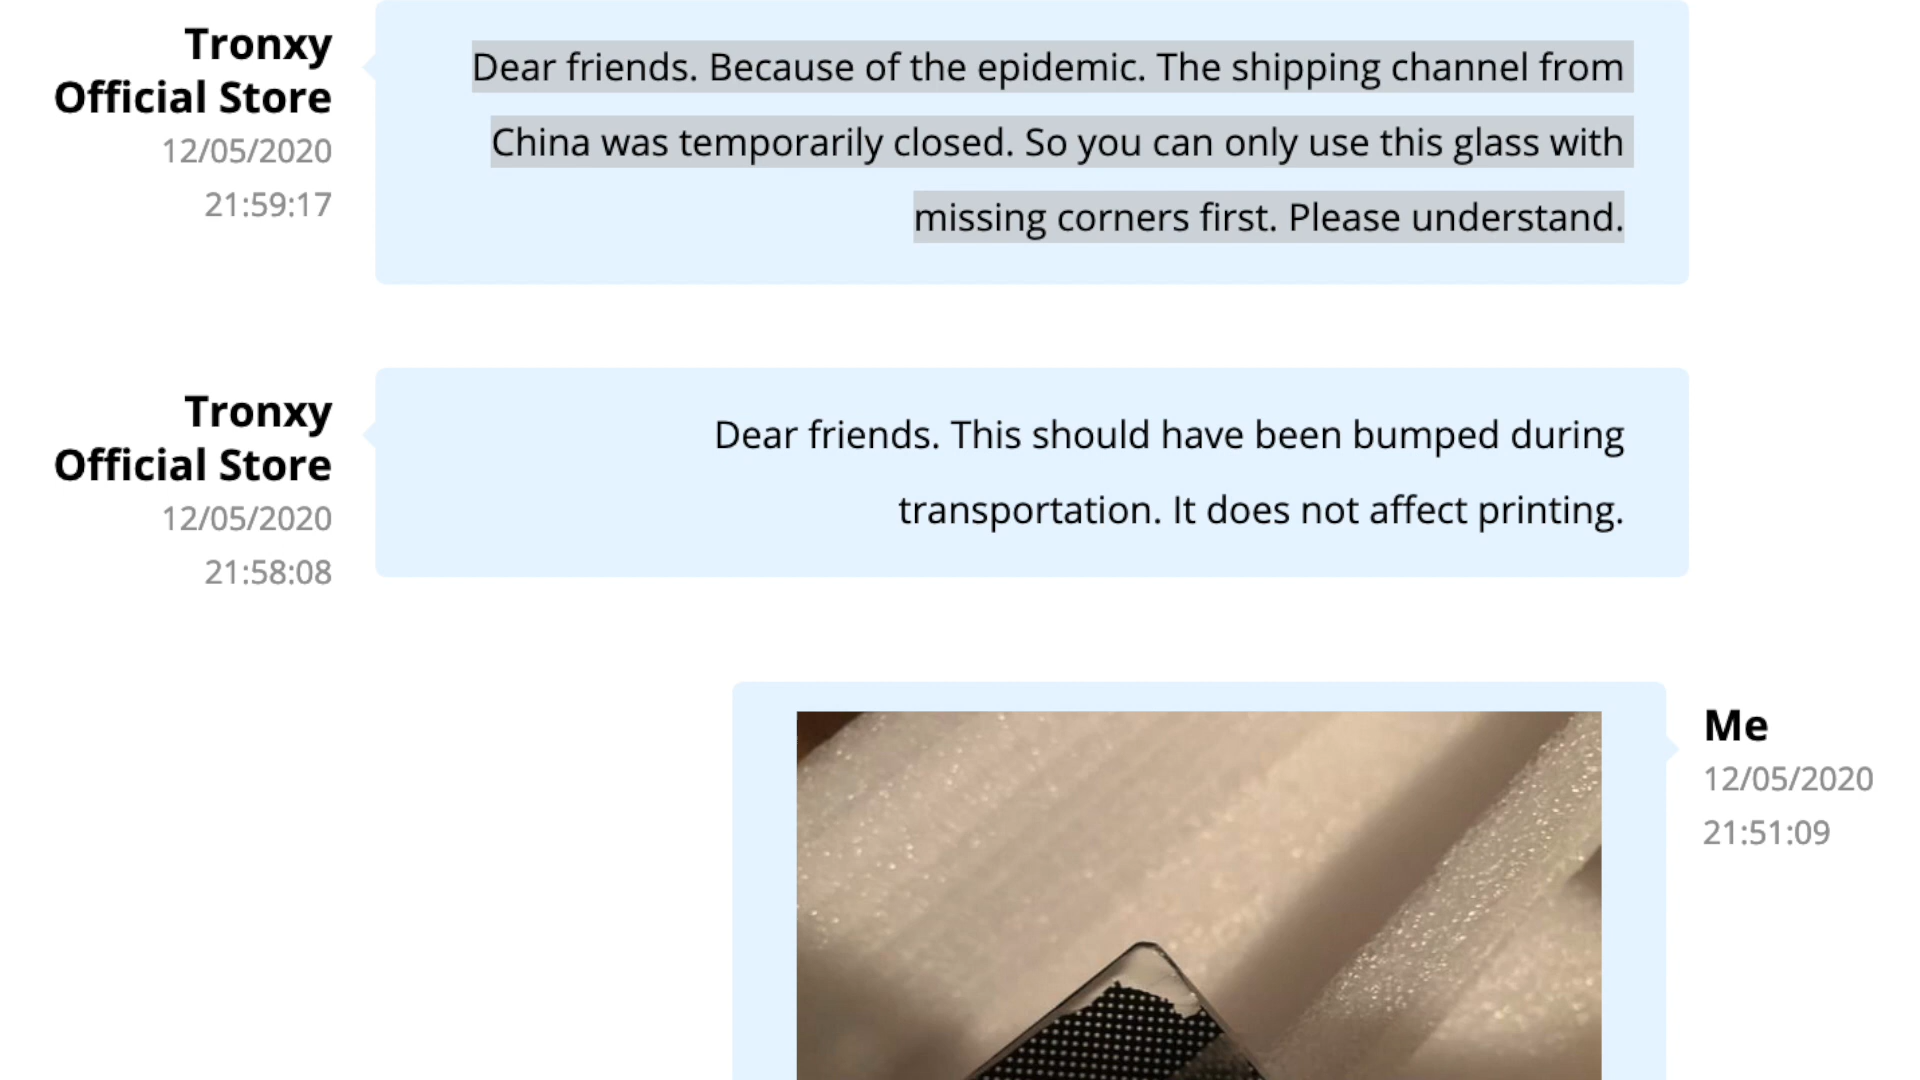 Tronxy
Official Store
12/05/2020
21:59:17
Dear friends. Because of the epidemic. The shipping channel from
China was temporarily closed. So you can only use this glass with
missing corners first. Please understand.
Tronxy
Official Store
12/05/2020
21:58:08
Dear friends. This should have been bumped during
transportation. It does not affect printing.
Me
12/05/2020
21:51:09